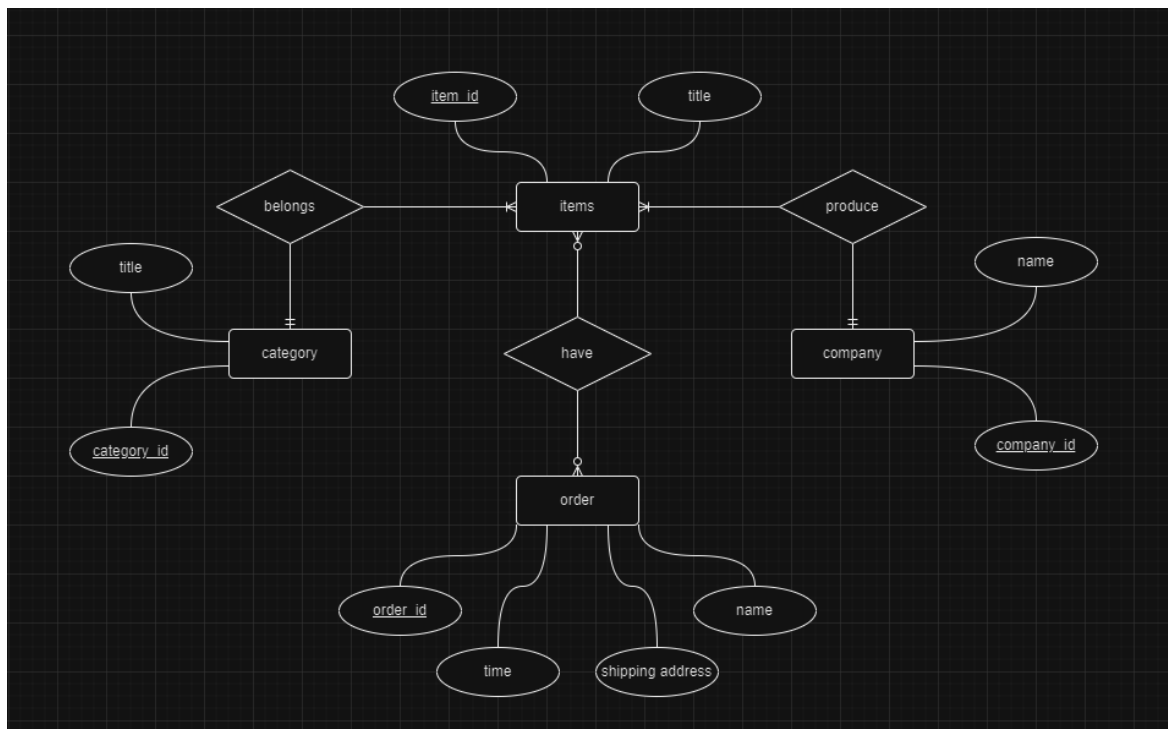 item_id
title
belongs
items
produce
title
name
category
have
company
category_id
company_id
order
order_id
name
time
shipping address